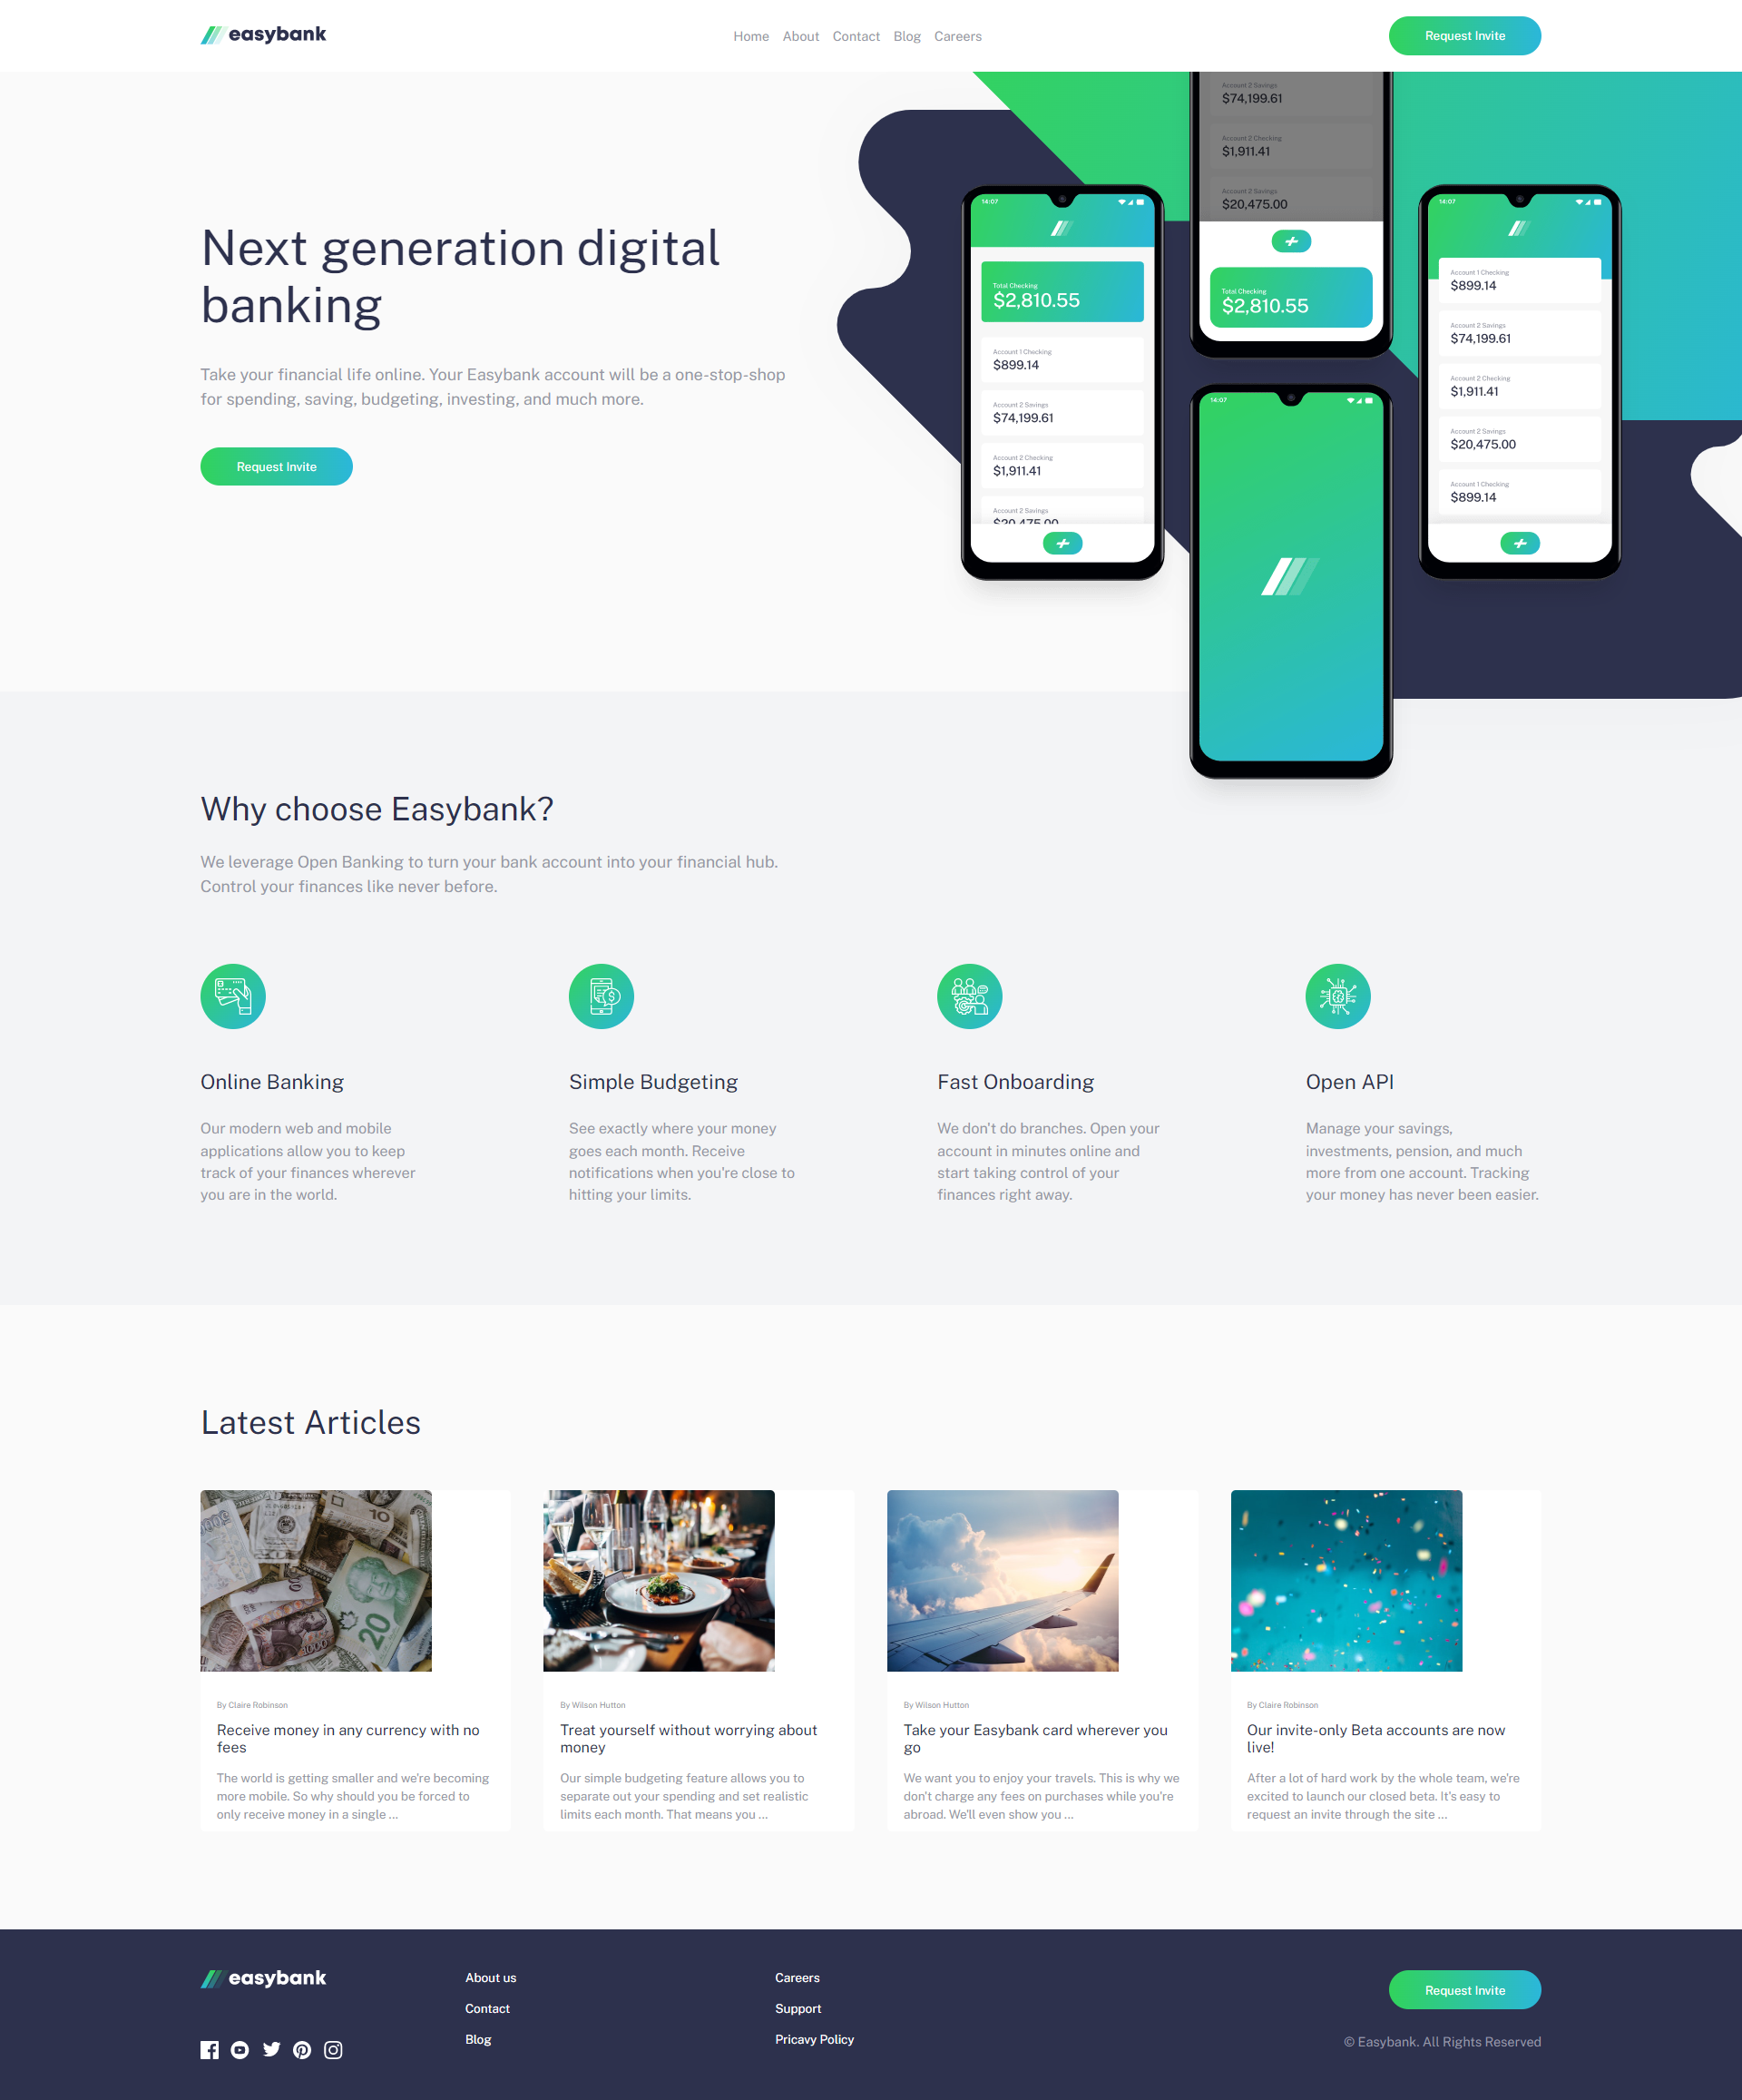 easybank
Home About Contact Blog Careers
Request Invite
Next generation digital
banking
Take your financial life online. Your Easybank account will be a one-stop-shop
for spending, saving, budgeting, investing, and much more.
Request Invite
14:07
Total Checking
$2,810.55
Account 1 Checking
$899.14
Account 2 Savings
$74,199.61
Account 2 Checking
$1,911.41
Account 2 Savings
$20,475.00
Account 2 Savings
$74,199.61
Account 2 Checking
$1,911.41
Account 2 Savings
$20,475.00
Total Checking
$2,810.55
14:07
14:07
Account 1 Checking
$899.14
Account 2 Savings
$74,199.61
Account 2 Checking
$1,911.41
Account 2 Savings
$20,475.00
Account 1 Checking
$899.14
Why choose Easybank?
We leverage Open Banking to turn your bank account into your financial hub.
Control your finances like never before.
Online Banking
Our modern web and mobile
applications allow you to keep
track of your finances wherever
you are in the world.
Simple Budgeting
See exactly where your money
goes each month. Receive
notifications when you're close to
hitting your limits.
Fast Onboarding
We don't do branches. Open your
account in minutes online and
start taking control of your
finances right away.
Open API
Manage your savings,
investments, pension, and much
more from one account. Tracking
your money has never been easier.
Latest Articles
10
20
By Claire Robinson
Receive money in any currency with no
fees
The world is getting smaller and we're becoming
more mobile. So why should you be forced to
only receive money in a single ...
By Wilson Hutton
Treat yourself without worrying about
money
Our simple budgeting feature allows you to
separate out your spending and set realistic
limits each month. That means you ...
By Wilson Hutton
Take your Easybank card wherever you
go
We want you to enjoy your travels. This is why we
don't charge any fees on purchases while you're
abroad. We'll even show you ...
By Claire Robinson
Our invite-only Beta accounts are now
live!
After a lot of hard work by the whole team, we're
excited to launch our closed beta. It's easy to
request an invite through the site ...
easybank
About us
Contact
Blog
Careers
Support
Pricavy Policy
Request Invite
© Easybank. All Rights Reserved